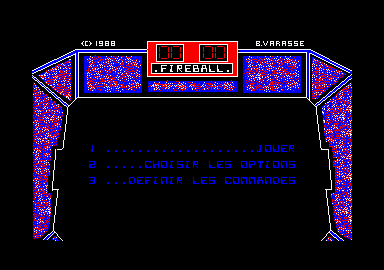 (C) 1988
00 00
B.VARASSE
.FIREBALL.
1 ...................JOUER
2 .....CHOISIR LES OPTIONS
3 ...DEFINIR LES COMMANDES